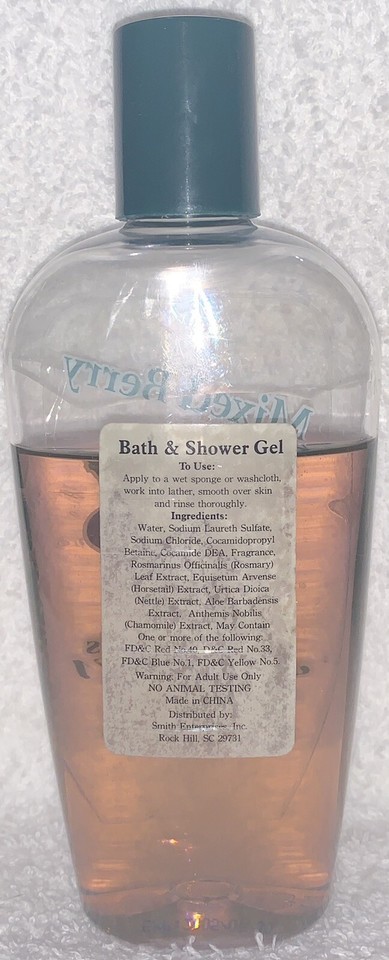 Mixed Berry
Bath & Shower Gel
To Use:
Apply to a wet sponge or washcloth,
work into lather, smooth over skin
and rinse thoroughly.
Ingredients:
Water, Sodium Laureth Sulfate,
Sodium Chloride, Cocamidopropyl
Betaine, Cocamide DEA, Fragrance,
Rosmarinus Officinalis (Rosmary)
Leaf Extract, Equisetum Arvense
(Horsetail) Extract, Urtica Dioica
(Nettle) Extract, Aloe Barbadensis
Extract, Anthemis Nobilis
(Chamomile) Extract, May Contain
One or more of the following:
FD&C Red No.40, D&C Red No.33,
FD&C Blue No.1, FD&C Yellow No.5.
Warning: For Adult Use Only
NO ANIMAL TESTING
Made in CHINA
Distributed by:
Smith Enterprises, Inc.
Rock Hill, SC 29731